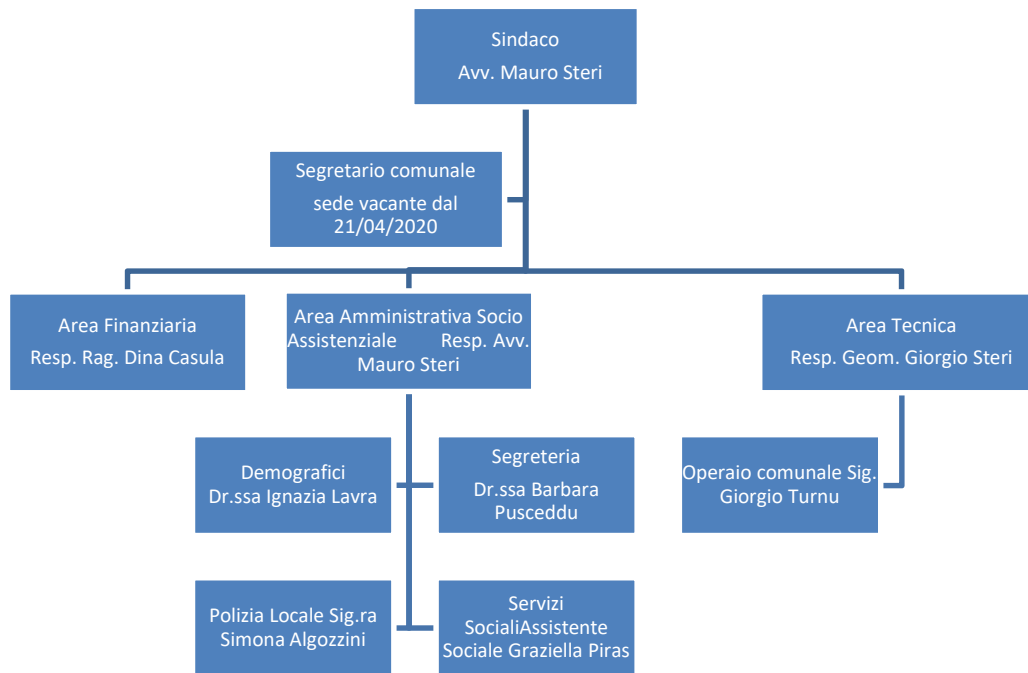 Sindaco
Avv. Mauro Steri
Segretario comunale
sede vacante dal
21/04/2020
Area Finanziaria
Resp. Rag. Dina Casula
Area Amministrativa Socio
Assistenziale Resp. Avv.
Mauro Steri
Area Tecnica
Resp. Geom. Giorgio Steri
Demografici
Dr.ssa Ignazia Lavra
Segreteria
Dr.ssa Barbara
Pusceddu
Operaio comunale Sig.
Giorgio Turnu
Polizia Locale Sig.ra
Simona Algozzini
Servizi
SocialiAssistente
Sociale Graziella Piras